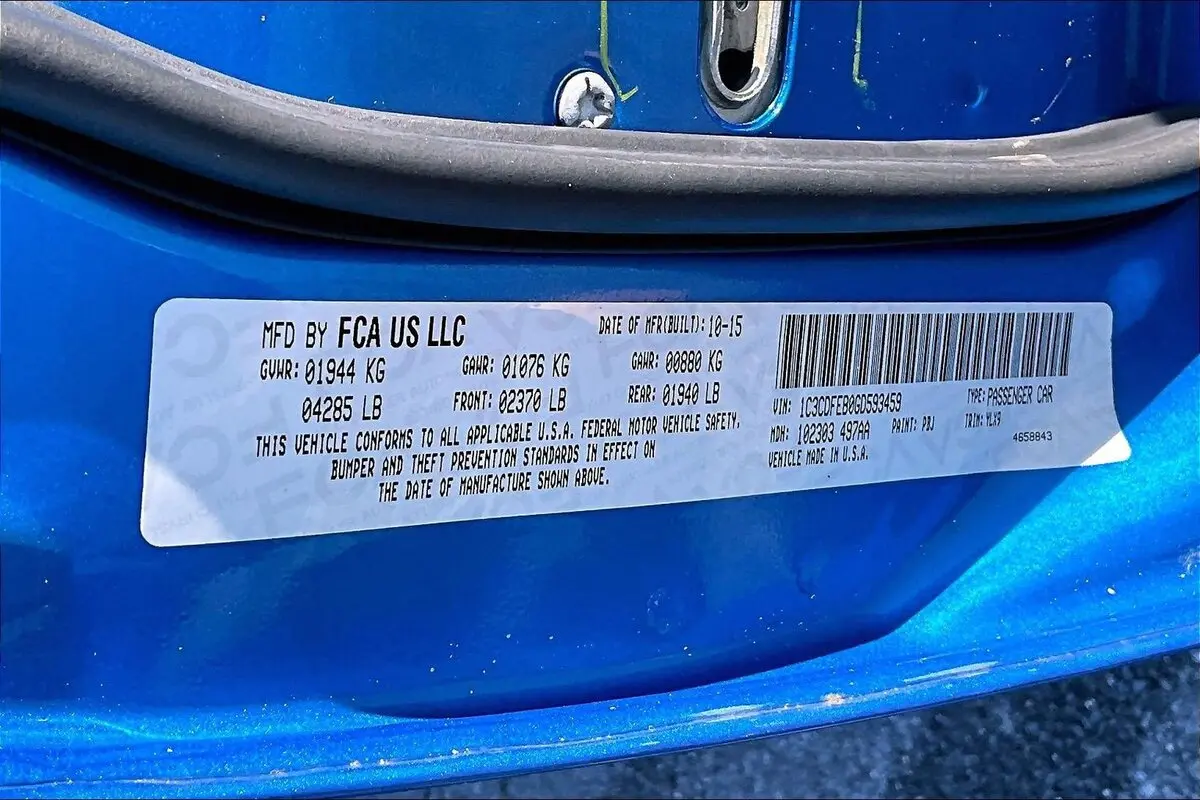 MFD BY FCA US LLC DATE OF MFR(BUILT): 10-15
GVWR: 01944 KG GAWR: 01076 KG GAWR: 00880 KG
04285 LB FRONT: 02370 LB REAR: 01940 LB
THIS VEHICLE CONFORMS TO ALL APPLICABLE U.S.A. FEDERAL MOTOR VEHICLE SAFETY,
BUMPER AND THEFT PREVENTION STANDARDS IN EFFECT ON
THE DATE OF MANUFACTURE SHOWN ABOVE.
VIN: 1C3CDFEB0GD593459 TYPE: PASSENGER CAR
MDH: 102303 497AA PAINT: PBJ TRIM: YLX9
VEHICLE MADE IN U.S.A. 4658843